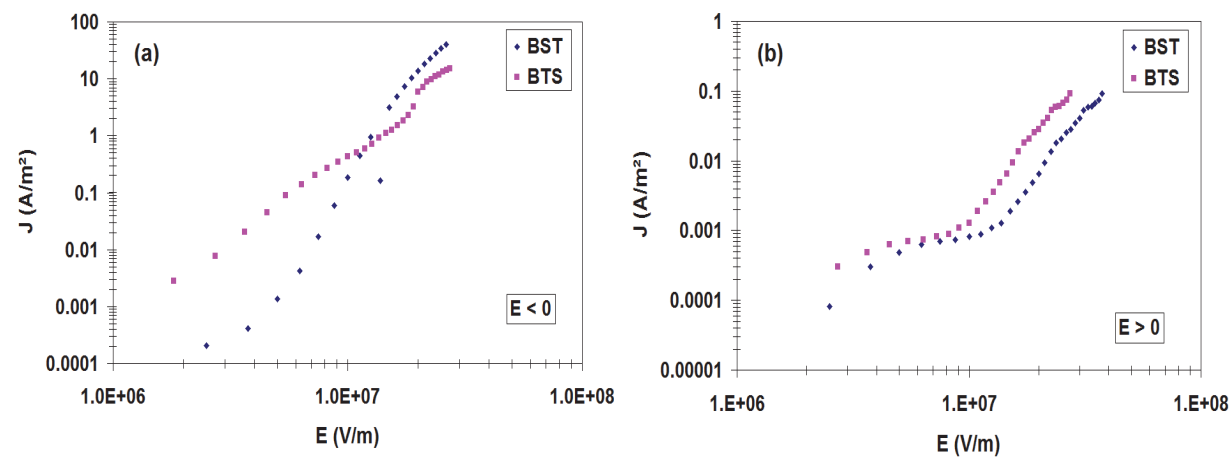 (a)
BST
BTS
100
10
1
0.1
0.01
0.001
0.0001
J (A/m²)
E < 0
1.0E+06
1.0E+07
1.0E+08
E (V/m)
(b)
BST
BTS
1
0.1
0.01
0.001
0.0001
0.00001
J (A/m²)
E > 0
1.E+06
1.E+07
1.E+08
E (V/m)